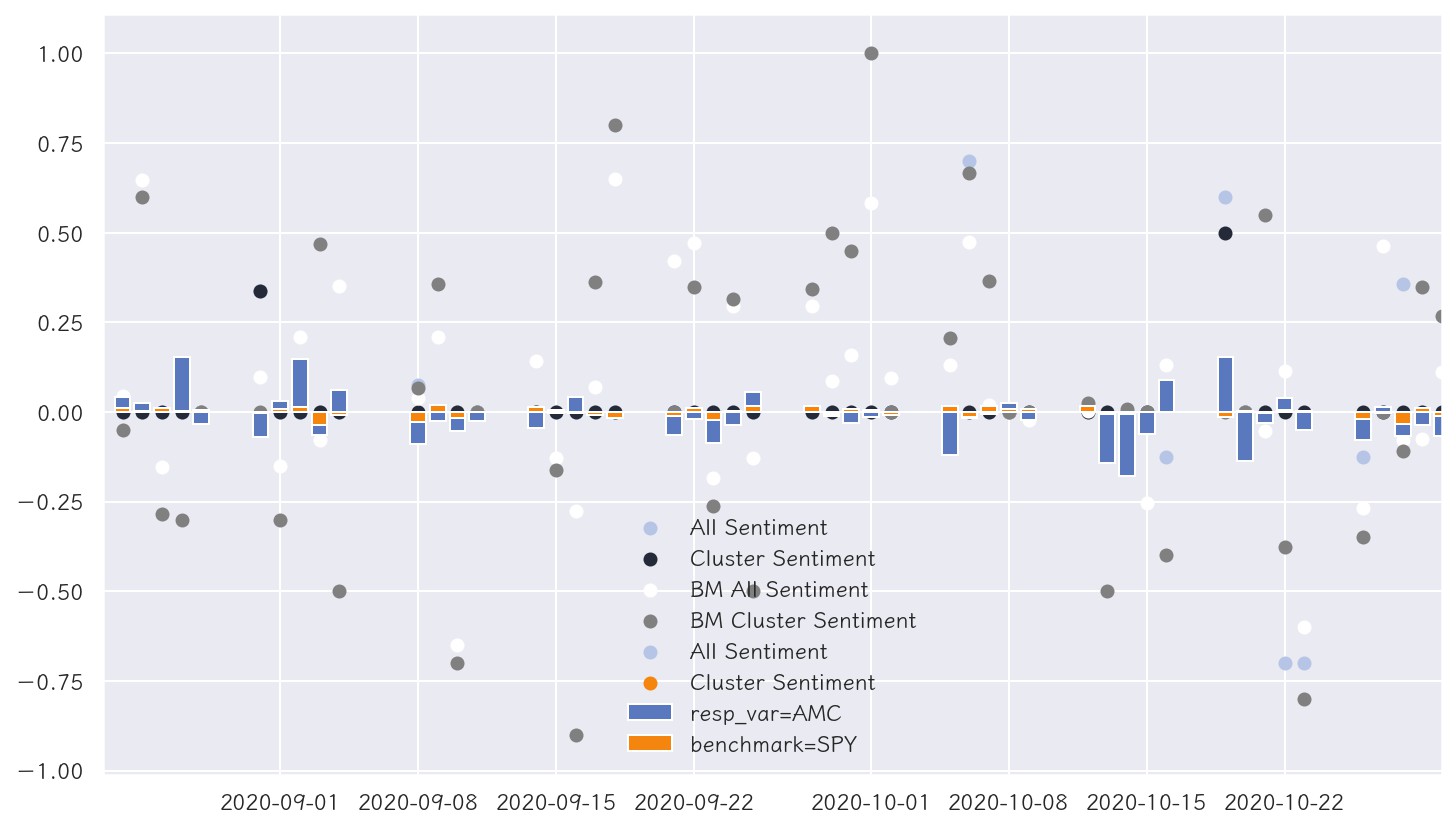 1.00
0.75
0.50
0.25
0.00
−0.25
−0.50
−0.75
−1.00
All Sentiment
Cluster Sentiment
BM All Sentiment
BM Cluster Sentiment
All Sentiment
Cluster Sentiment
resp_var=AMC
benchmark=SPY
2020-09-01 2020-09-08 2020-09-15 2020-09-22 2020-10-01 2020-10-08 2020-10-15 2020-10-22